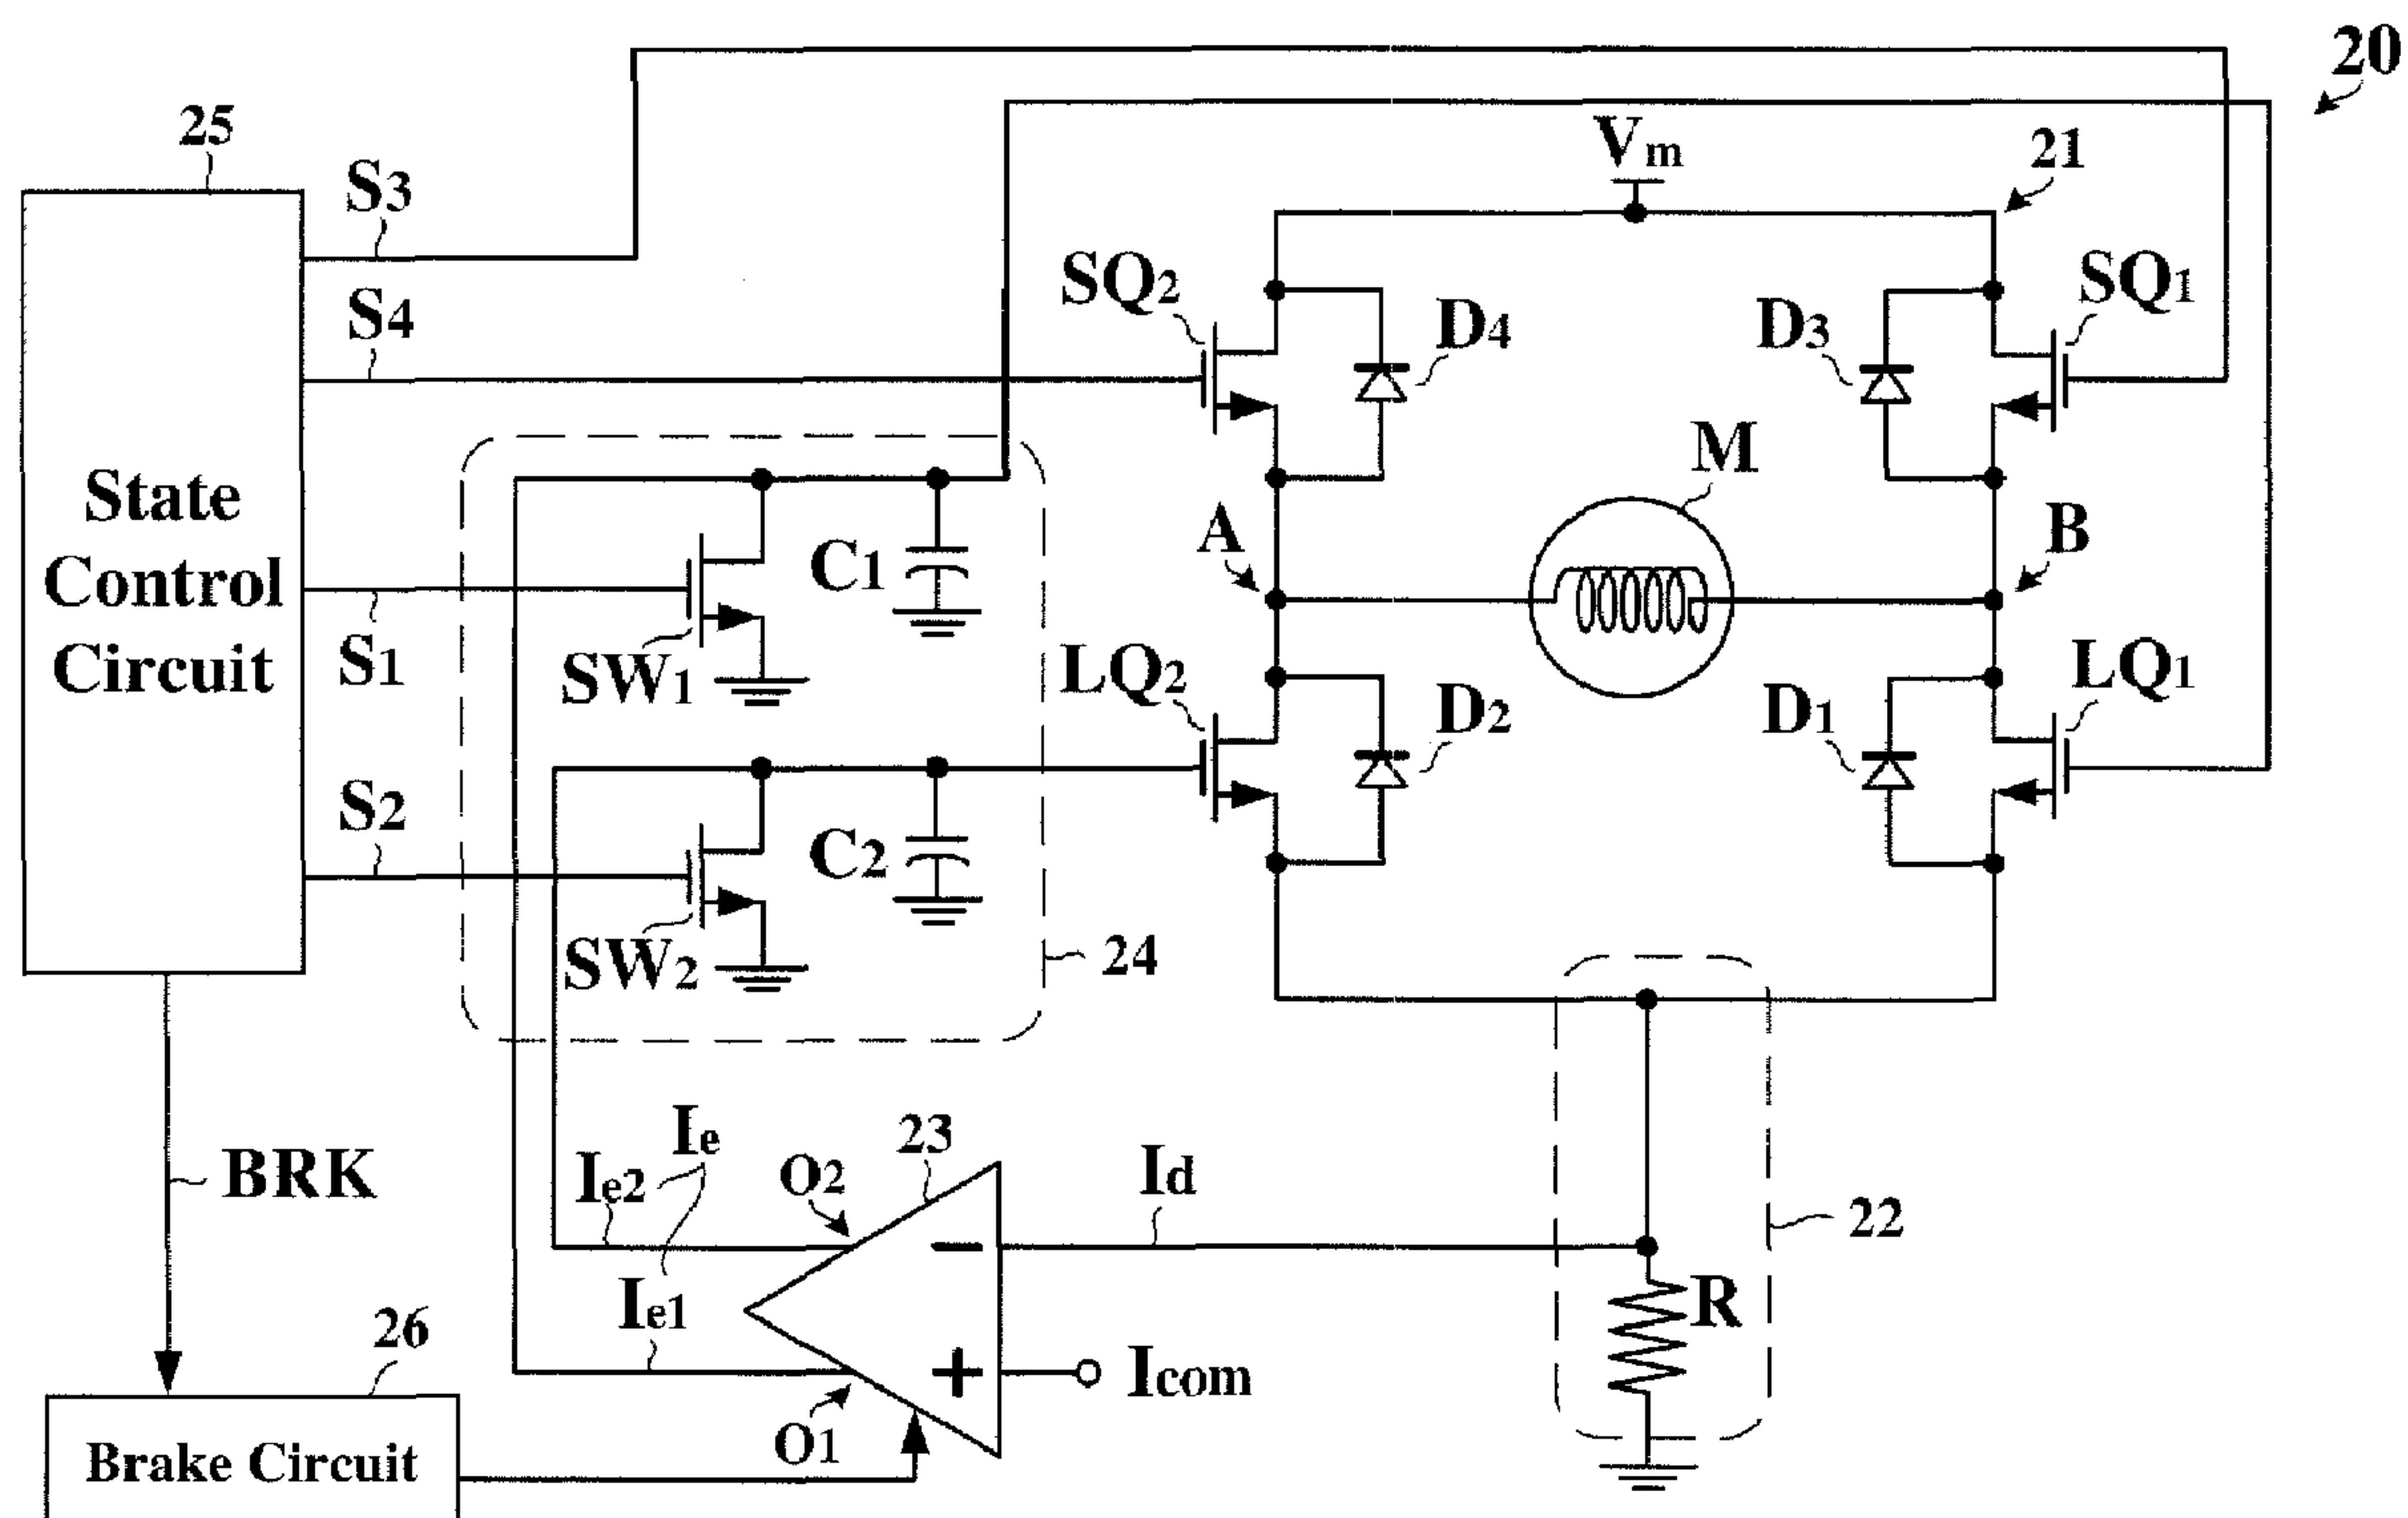 20
25
S3
Vm
21
S4
SQ2
D4
D3
SQ1
State
Control
Circuit
M
A
B
C1
S1
SW1
LQ2
D2
D1
LQ1
S2
C2
SW2
24
Ie
23
Ie2
O2
Id
22
BRK
Ie1
R
26
Icom
O1
−
+
Brake Circuit